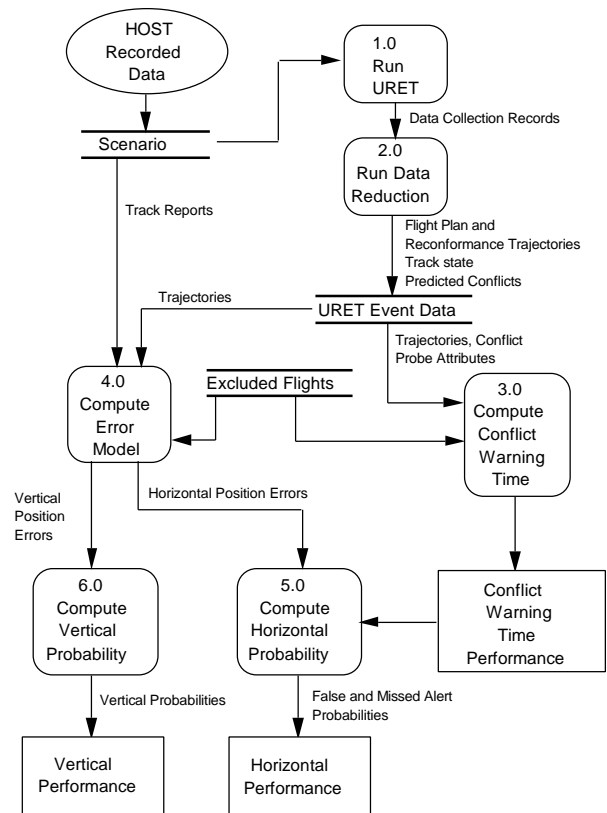 HOST
Recorded
Data
1.0
Run
URET
Data Collection Records
Scenario
2.0
Run Data
Reduction
Track Reports
Flight Plan and
Reconformance Trajectories
Track state
Predicted Conflicts
Trajectories
URET Event Data
Trajectories, Conflict
Probe Attributes
4.0
Compute
Error
Model
Excluded Flights
3.0
Compute
Conflict
Warning
Time
Vertical
Position
Errors
Horizontal Position Errors
6.0
Compute
Vertical
Probability
5.0
Compute
Horizontal
Probability
Conflict
Warning
Time
Performance
Vertical Probabilities
False and Missed Alert
Probabilities
Vertical
Performance
Horizontal
Performance